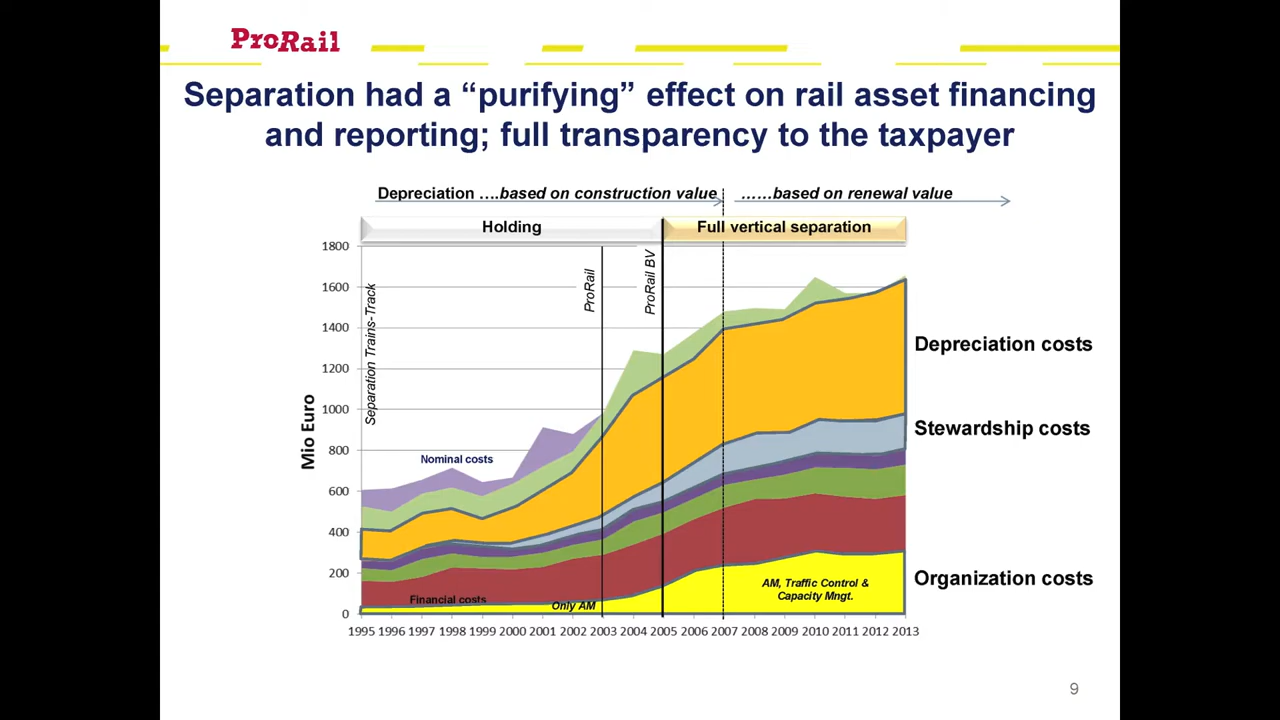 ProRail
Separation had a “purifying” effect on rail asset financing
and reporting; full transparency to the taxpayer
Depreciation ….based on construction value
……based on renewal value
Holding
Full vertical separation
1800
1600
1400
1200
1000
800
600
400
200
0
Mio Euro
Separation Trains-Track
ProRail
ProRail BV
Nominal costs
Financial costs
Only AM
AM, Traffic Control &
Capacity Mngt.
Depreciation costs
Stewardship costs
Organization costs
1995 1996 1997 1998 1999 2000 2001 2002 2003 2004 2005 2006 2007 2008 2009 2010 2011 2012 2013
9